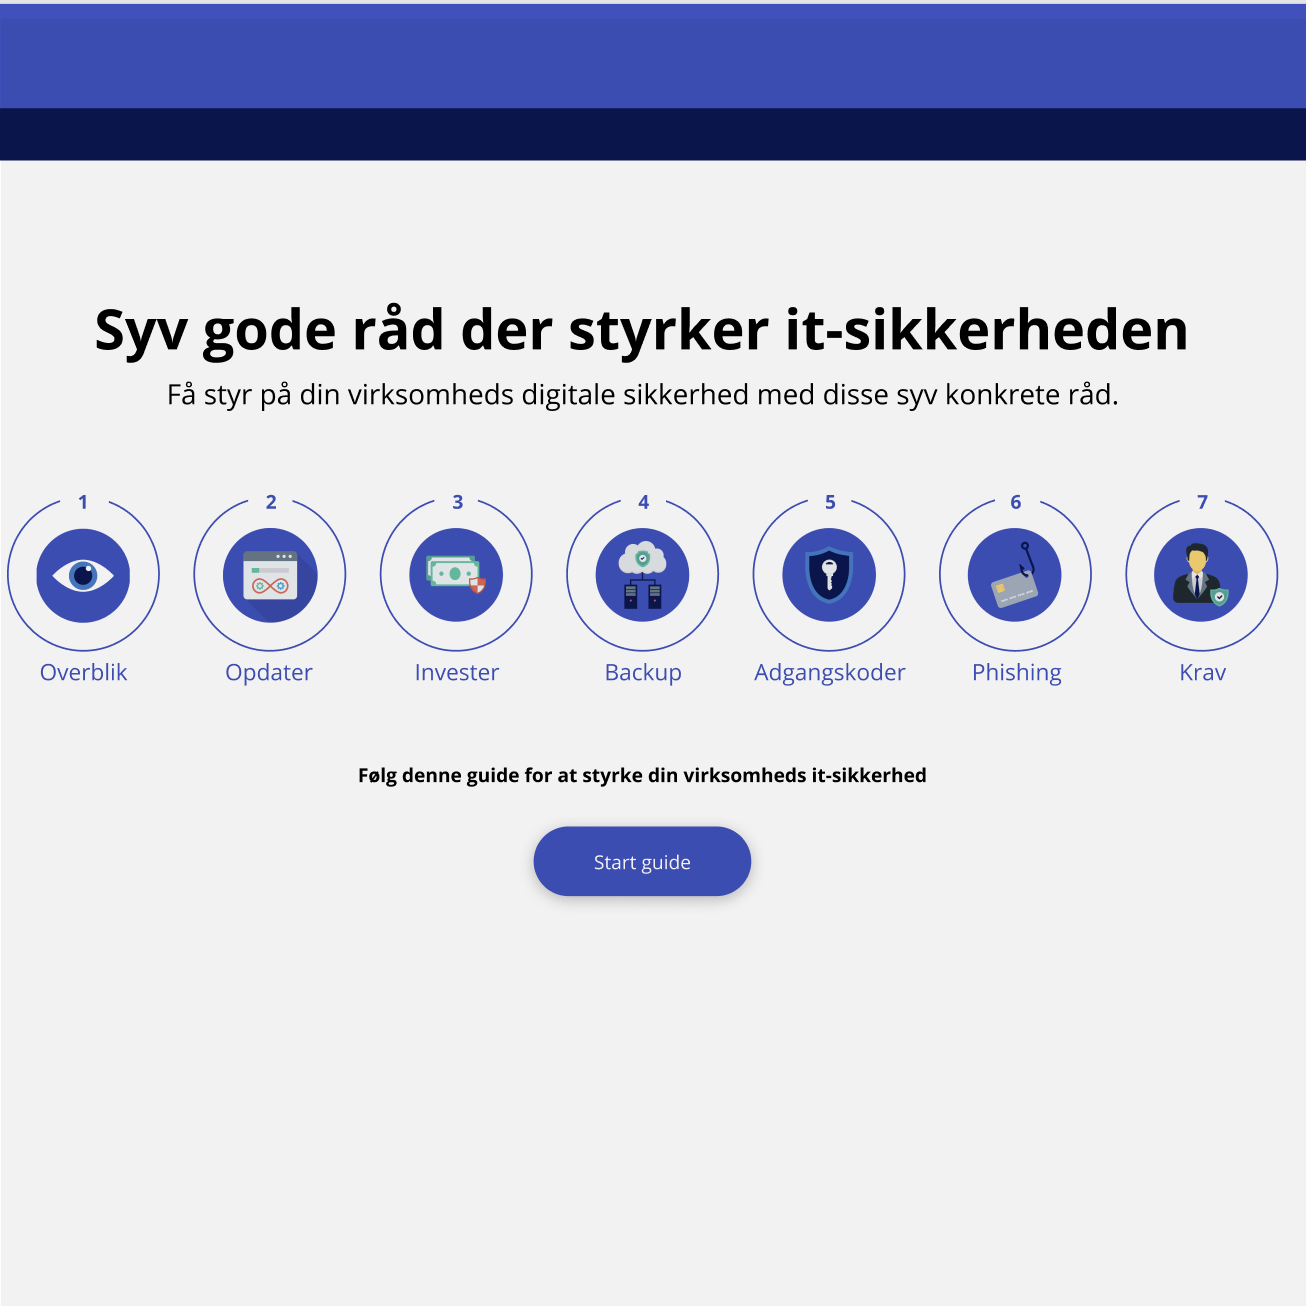 Syv gode råd der styrker it-sikkerheden
Få styr på din virksomheds digitale sikkerhed med disse syv konkrete råd.
1 2 3 4 5 6 7
Overblik Opdater Invester Backup Adgangskoder Phishing Krav
Følg denne guide for at styrke din virksomheds it-sikkerhed
Start guide